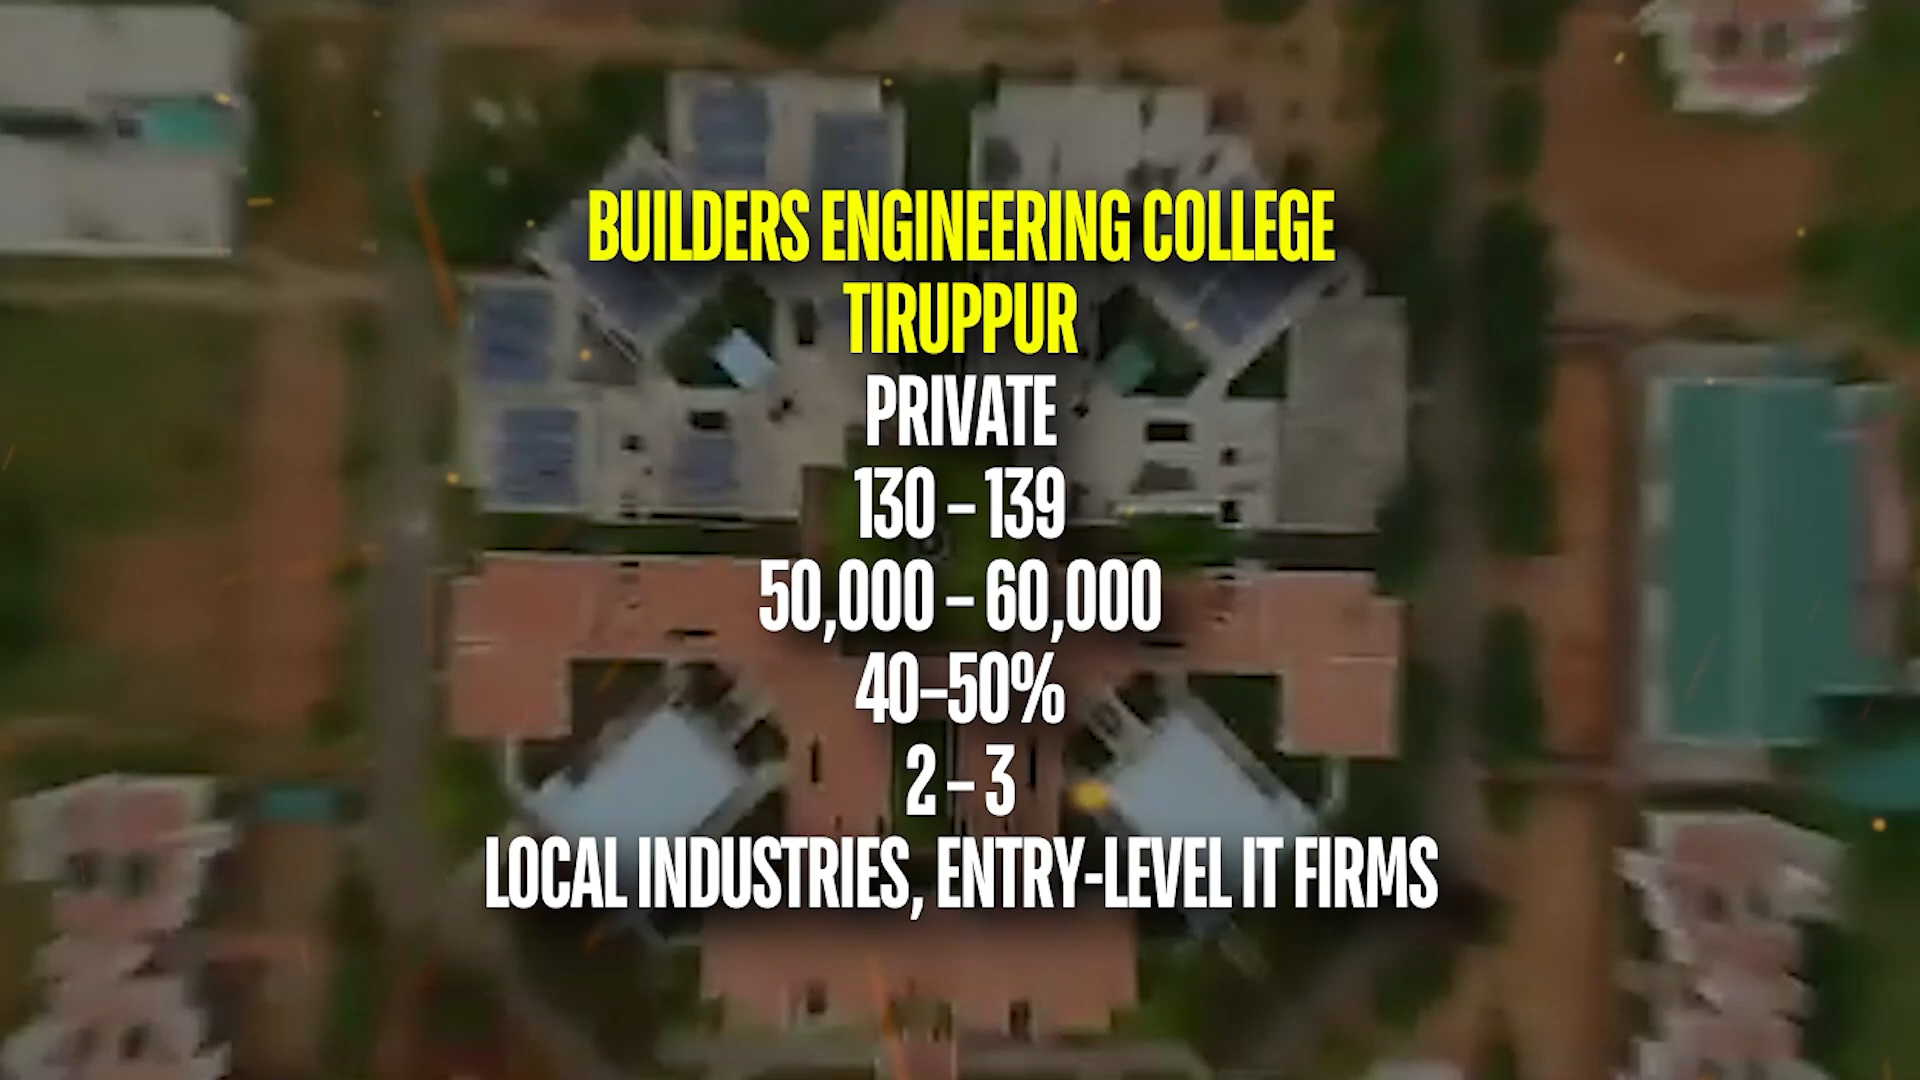 BUILDERS ENGINEERING COLLEGE
TIRUPPUR
PRIVATE
130 – 139
50,000 – 60,000
40–50%
2 – 3
LOCAL INDUSTRIES, ENTRY-LEVEL IT FIRMS